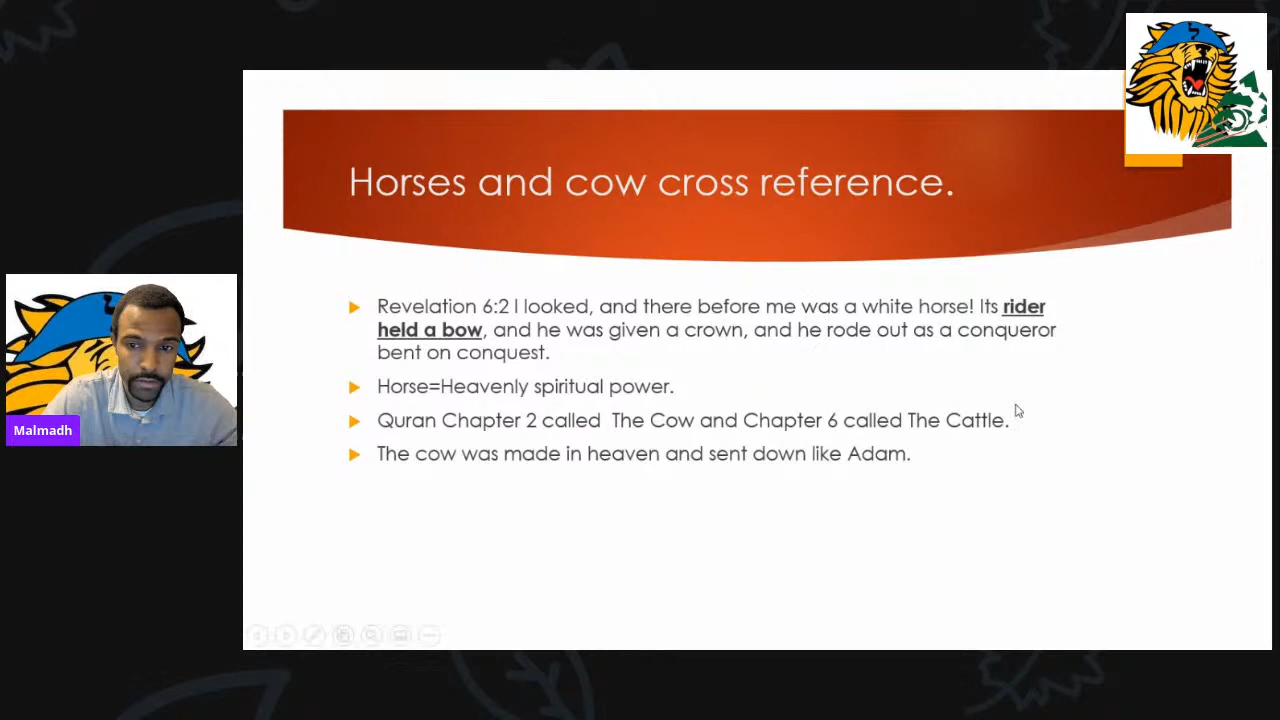 Horses and cow cross reference.
Revelation 6:2 I looked, and there before me was a white horse! Its rider
held a bow, and he was given a crown, and he rode out as a conqueror
bent on conquest.
Horse=Heavenly spiritual power.
Quran Chapter 2 called The Cow and Chapter 6 called The Cattle.
The cow was made in heaven and sent down like Adam.
Malmadh